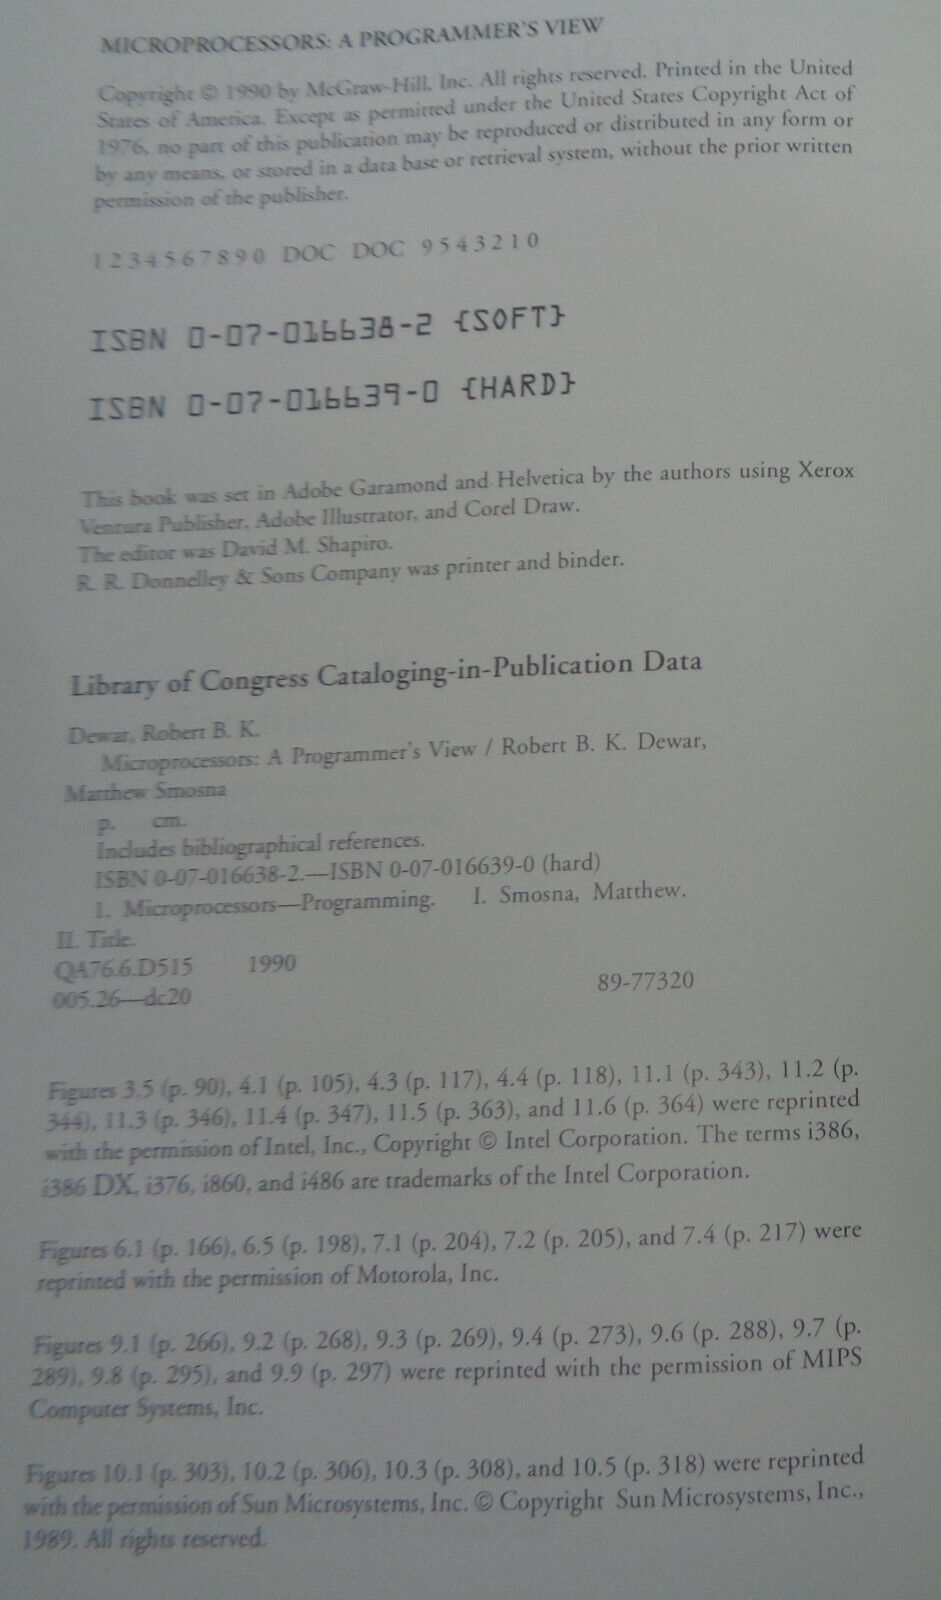 MICROPROCESSORS: A PROGRAMMER'S VIEW
Copyright © 1990 by McGraw-Hill, Inc. All rights reserved. Printed in the United
States of America. Except as permitted under the United States Copyright Act of
1976, no part of this publication may be reproduced or distributed in any form or
by any means, or stored in a data base or retrieval system, without the prior written
permission of the publisher.
1 2 3 4 5 6 7 8 9 0 DOC DOC 9 5 4 3 2 1 0
ISBN 0-07-016638-2 {SOFT}
ISBN 0-07-016639-0 {HARD}
This book was set in Adobe Garamond and Helvetica by the authors using Xerox
Ventura Publisher, Adobe Illustrator, and Corel Draw.
The editor was David M. Shapiro.
R. R. Donnelley & Sons Company was printer and binder.
Library of Congress Cataloging-in-Publication Data
Dewar, Robert B. K.
Microprocessors: A Programmer's View / Robert B. K. Dewar,
Matthew Smosna
p. cm.
Includes bibliographical references.
ISBN 0-07-016638-2.—ISBN 0-07-016639-0 (hard)
1. Microprocessors—Programming. I. Smosna, Matthew.
II. Title.
QA76.6.D515 1990
005.26—dc20 89-77320
Figures 3.5 (p. 90), 4.1 (p. 105), 4.3 (p. 117), 4.4 (p. 118), 11.1 (p. 343), 11.2 (p.
344), 11.3 (p. 346), 11.4 (p. 347), 11.5 (p. 363), and 11.6 (p. 364) were reprinted
with the permission of Intel, Inc., Copyright © Intel Corporation. The terms i386,
i386 DX, i376, i860, and i486 are trademarks of the Intel Corporation.
Figures 6.1 (p. 166), 6.5 (p. 198), 7.1 (p. 204), 7.2 (p. 205), and 7.4 (p. 217) were
reprinted with the permission of Motorola, Inc.
Figures 9.1 (p. 266), 9.2 (p. 268), 9.3 (p. 269), 9.4 (p. 273), 9.6 (p. 288), 9.7 (p.
289), 9.8 (p. 295), and 9.9 (p. 297) were reprinted with the permission of MIPS
Computer Systems, Inc.
Figures 10.1 (p. 303), 10.2 (p. 306), 10.3 (p. 308), and 10.5 (p. 318) were reprinted
with the permission of Sun Microsystems, Inc. © Copyright Sun Microsystems, Inc.,
1989. All rights reserved.